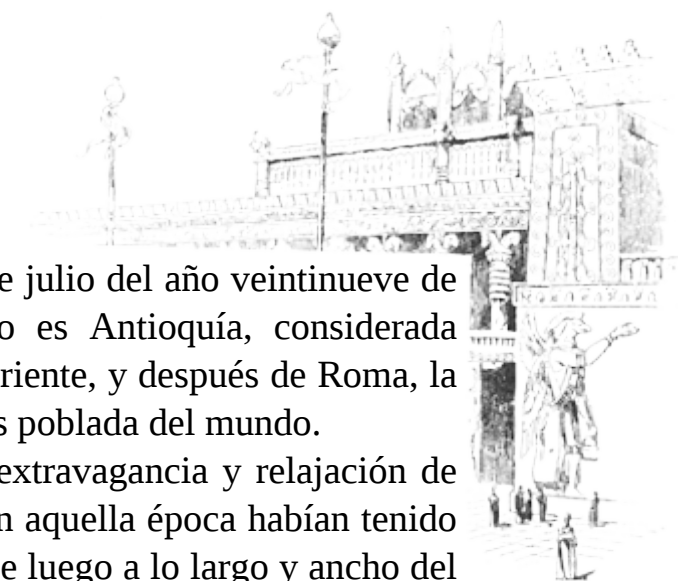 e julio del año veintinueve de
o es Antioquía, considerada
riente, y después de Roma, la
s poblada del mundo.
extravagancia y relajación de
n aquella época habían tenido
e luego a lo largo y ancho del